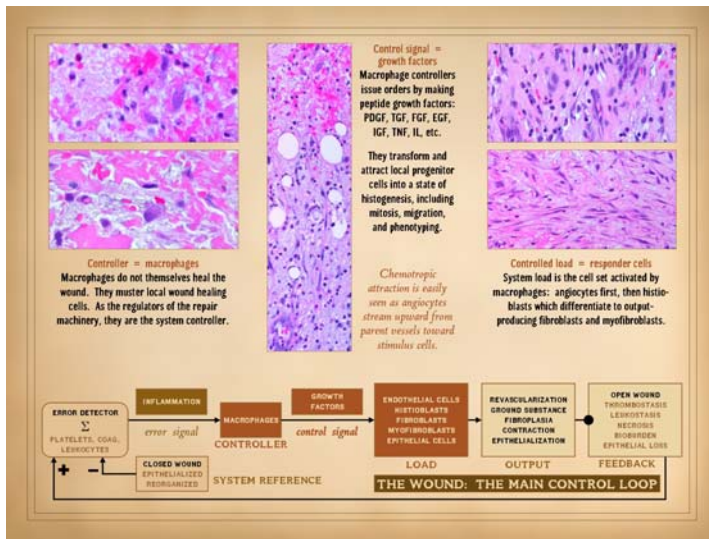 Control signal =
growth factors
Macrophage controllers
issue orders by making
peptide growth factors:
PDGF, TGF, FGF, EGF,
IGF, TNF, IL, etc.
They transform and
attract local progenitor
cells into a state of
histogenesis, including
mitosis, migration,
and phenotyping.
Chemotropic
attraction is easily
seen as angiocytes
stream upward from
parent vessels toward
stimulus cells.
Controller = macrophages
Macrophages do not themselves heal the
wound. They muster local wound healing
cells. As the regulators of the repair
machinery, they are the system controller.
Controlled load = responder cells
System load is the cell set activated by
macrophages: angiocytes first, then histio-
blasts which differentiate to output-
producing fibroblasts and myofibroblasts.
ERROR DETECTOR
Σ
PLATELETS, COAG,
LEUKOCYTES
+ −
INFLAMMATION
error signal
MACROPHAGES
CONTROLLER
GROWTH
FACTORS
control signal
ENDOTHELIAL CELLS
HISTIOBLASTS
FIBROBLASTS
MYOFIBROBLASTS
EPITHELIAL CELLS
LOAD
REVASCULARIZATION
GROUND SUBSTANCE
FIBROPLASIA
CONTRACTION
EPITHELIALIZATION
OUTPUT
OPEN WOUND
THROMBOSTASIS
LEUKOSTASIS
NECROSIS
BIOBURDEN
EPITHELIAL LOSS
FEEDBACK
CLOSED WOUND
EPITHELIALIZED
REORGANIZED
SYSTEM REFERENCE
THE WOUND: THE MAIN CONTROL LOOP